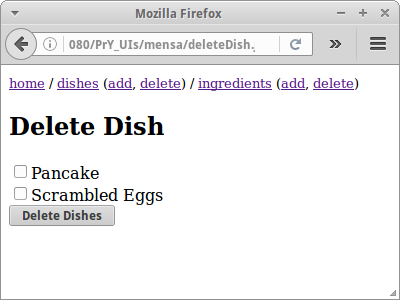 Mozilla Firefox
080/PrY_UIs/mensa/deleteDish.
home / dishes (add, delete) / ingredients (add, delete)
Delete Dish
Pancake
Scrambled Eggs
Delete Dishes